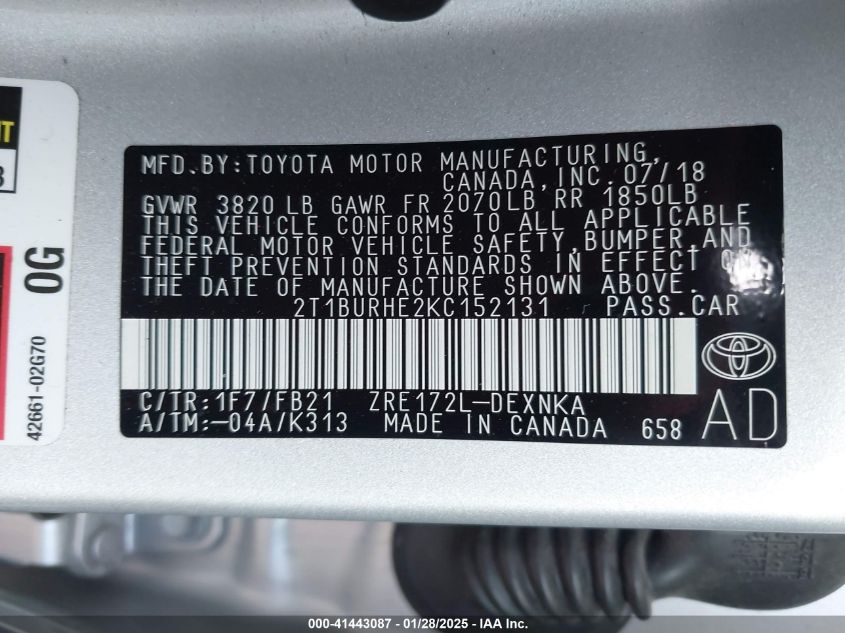 MFD.BY:TOYOTA MOTOR MANUFACTURING,
CANADA,INC. 07/18
GVWR 3820 LB GAWR FR 2070LB RR 1850LB
THIS VEHICLE CONFORMS TO ALL APPLICABLE
FEDERAL MOTOR VEHICLE SAFETY,BUMPER,AND
THEFT PREVENTION STANDARDS IN EFFECT ON
THE DATE OF MANUFACTURE SHOWN ABOVE.
2T1BURHE2KC152131 PASS.CAR
C/TR:1F7/FB21 ZRE172L-DEXNKA
A/TM:-04A/K313 MADE IN CANADA 658
AD
0G
42661-02G70
000-41443087 - 01/28/2025 - IAA Inc.